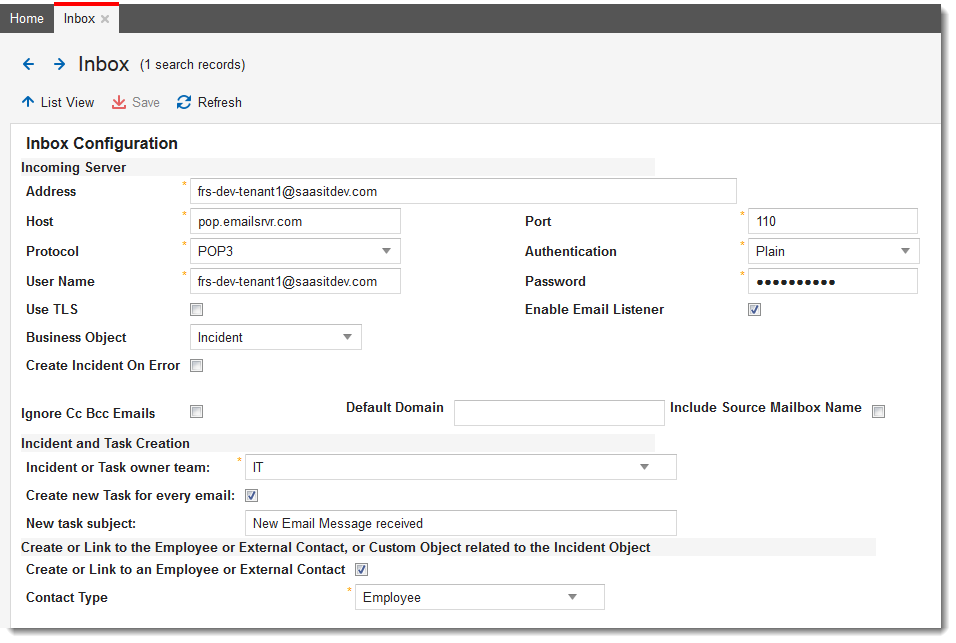 Home Inbox
Inbox (1 search records)
List View Save Refresh
Inbox Configuration
Incoming Server
Address * frs-dev-tenant1@saasitdev.com
Host * pop.emailsrvr.com Port * 110
Protocol * POP3 Authentication * Plain
User Name * frs-dev-tenant1@saasitdev.com Password * ●●●●●●●●●●
Use TLS Enable Email Listener
Business Object Incident
Create Incident On Error
Ignore Cc Bcc Emails Default Domain Include Source Mailbox Name
Incident and Task Creation
Incident or Task owner team: * IT
Create new Task for every email:
New task subject: New Email Message received
Create or Link to the Employee or External Contact, or Custom Object related to the Incident Object
Create or Link to an Employee or External Contact
Contact Type * Employee